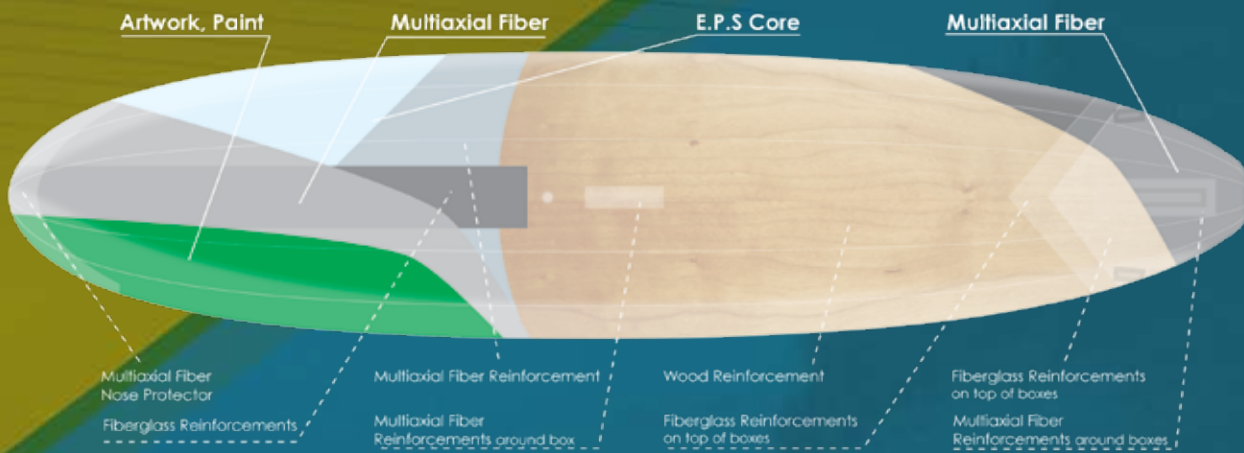 Artwork, Paint
Multiaxial Fiber
E.P.S Core
Multiaxial Fiber
Multiaxial Fiber
Nose Protector
Fiberglass Reinforcements
Multiaxial Fiber Reinforcement
Multiaxial Fiber
Reinforcements around box
Wood Reinforcement
Fiberglass Reinforcements
on top of boxes
Fiberglass Reinforcements
on top of boxes
Multiaxial Fiber
Reinforcements around boxes